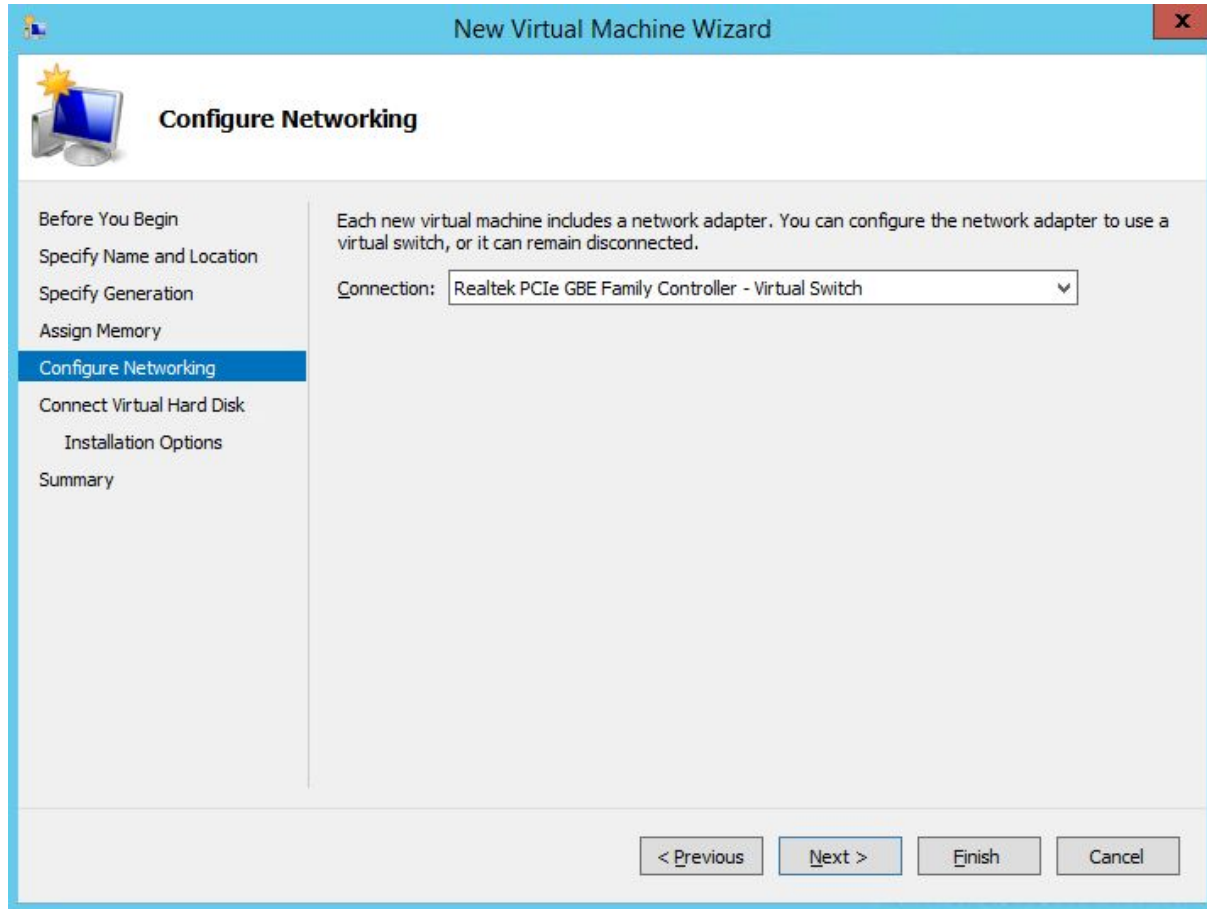 New Virtual Machine Wizard
x
Configure Networking
Before You Begin
Specify Name and Location
Specify Generation
Assign Memory
Configure Networking
Connect Virtual Hard Disk
Installation Options
Summary
Each new virtual machine includes a network adapter. You can configure the network adapter to use a
virtual switch, or it can remain disconnected.
Connection: Realtek PCIe GBE Family Controller - Virtual Switch
< Previous Next > Finish Cancel